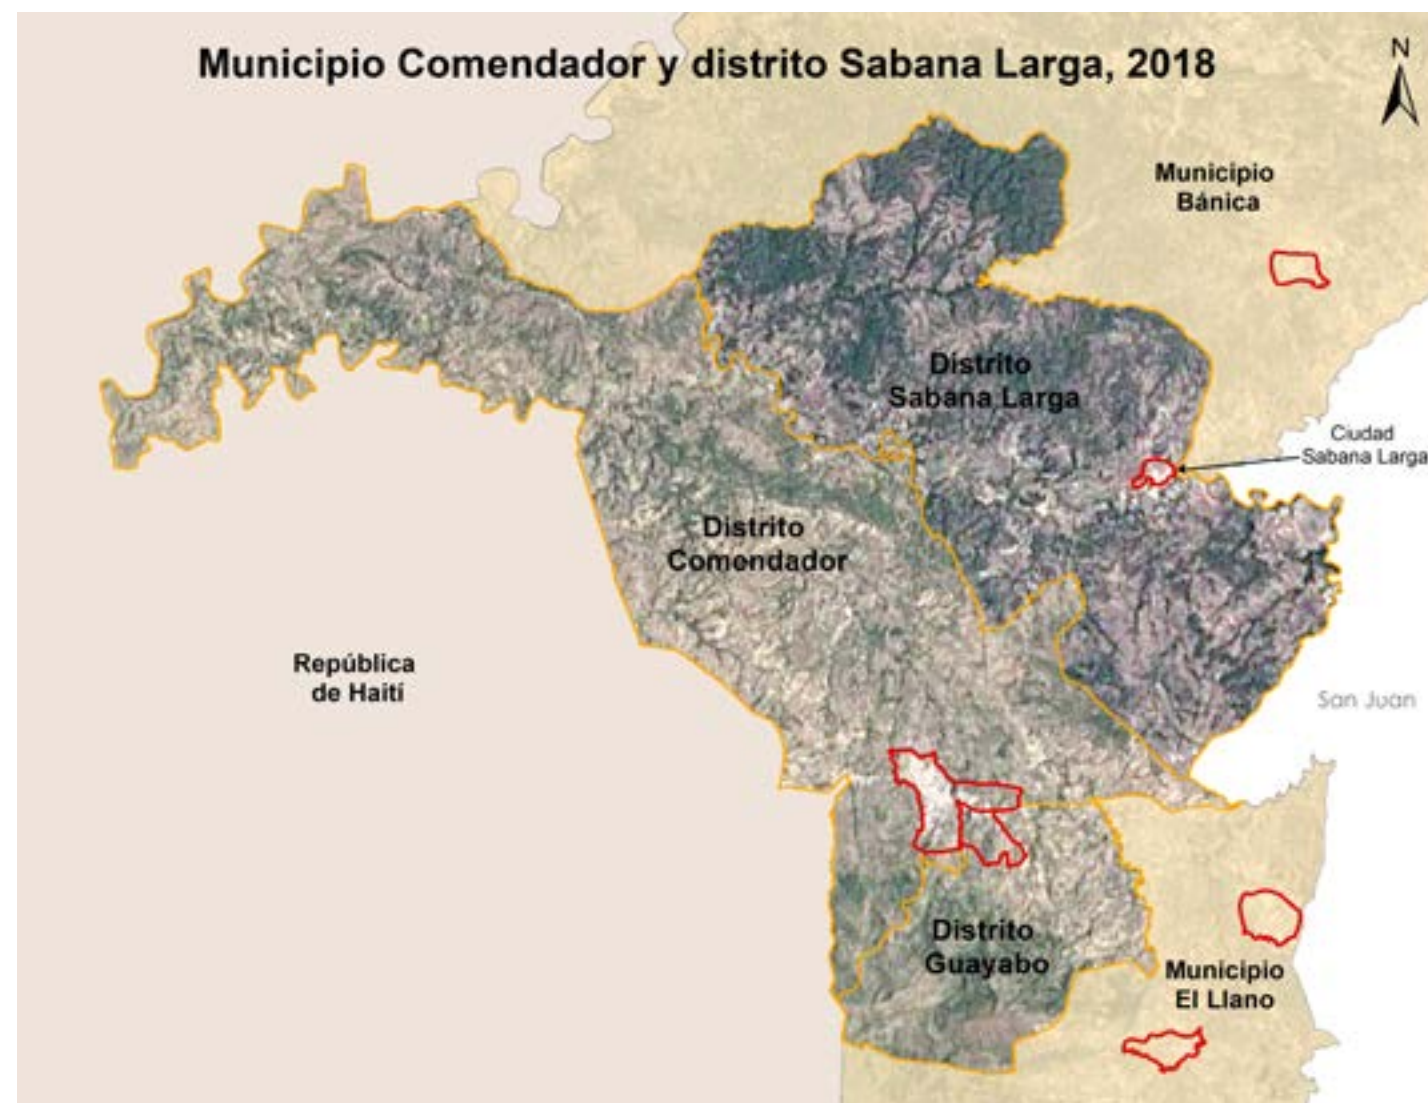 Municipio Comendador y distrito Sabana Larga, 2018
N
Municipio
Bánica
Distrito
Sabana Larga
Ciudad
Sabana Larga
Distrito
Comendador
República
de Haití
San Juan
Distrito
Guayabo
Municipio
El Llano